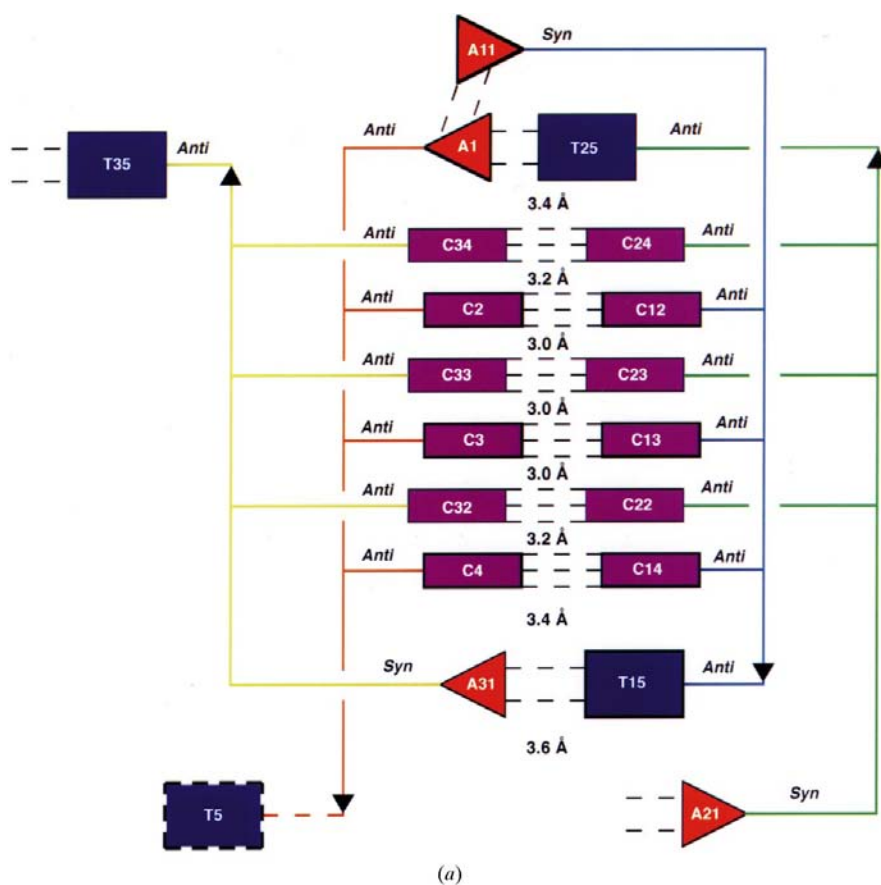 A11 Syn
Anti A1 T25 Anti
T35 Anti
3.4 Å
Anti C34 C24 Anti
3.2 Å
Anti C2 C12 Anti
3.0 Å
Anti C33 C23 Anti
3.0 Å
Anti C3 C13 Anti
3.0 Å
Anti C32 C22 Anti
3.2 Å
Anti C4 C14 Anti
3.4 Å
Syn A31 T15 Anti
3.6 Å
T5 A21 Syn
(a)